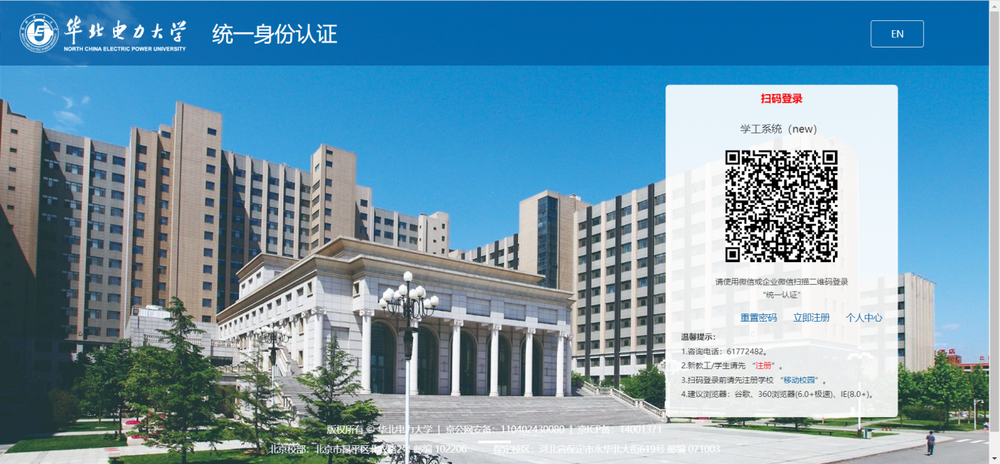 华北电力大学
NORTH CHINA ELECTRIC POWER UNIVERSITY
统一身份认证
EN
扫码登录
学工系统（new）
请使用微信或企业微信扫描二维码登录
“统一认证”
重置密码 立即注册 个人中心
温馨提示：
1.咨询电话：61772482。
2.新教工/学生请先 “注册” 。
3.扫码登录前请先注册学校 “移动校园” 。
4.建议浏览器：谷歌、360浏览器(6.0+极速)、IE(8.0+)。
版权所有 © 华北电力大学 | 京公网安备：110402430080 | 京ICP备：14001371
北京校部：北京市昌平区北农路2号 邮编 102206 保定校区：河北省保定市永华北大街619号 邮编 071003